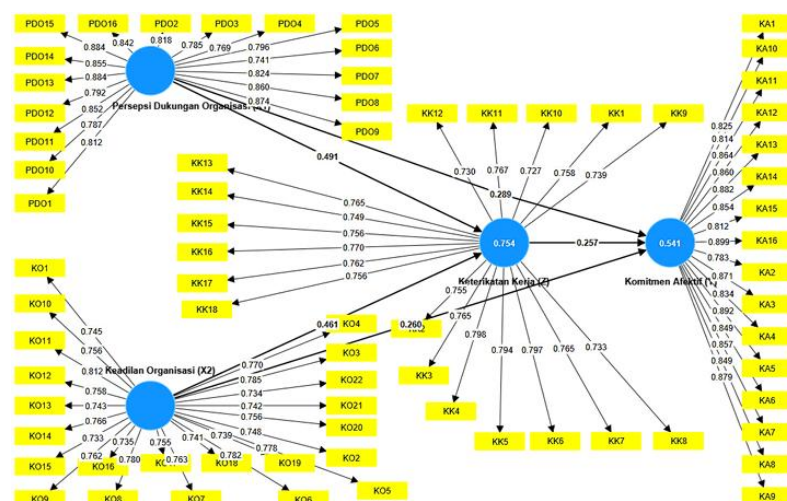 PDO15
PDO16
PDO2
PDO3
PDO4
PDO5
PDO14
PDO6
PDO13
PDO7
PDO12
PDO8
PDO11
PDO9
PDO10
PDO1
0.884
0.842
0.818
0.785
0.769
0.796
0.855
0.741
0.884
0.824
0.792
0.860
0.852
0.874
0.787
0.812
Persepsi Dukungan Organisasi
0.491
0.289
KK12
KK11
KK10
KK1
KK9
0.730
0.767
0.727
0.758
0.739
KK13
KK14
KK15
KK16
KK17
KK18
0.765
0.749
0.756
0.770
0.762
0.756
0.754
0.257
0.541
Keterikatan Kerja (Z)
Komitmen Afektif
0.755
0.765
0.798
0.794
0.797
0.765
0.733
KK3
KK4
KK5
KK6
KK7
KK8
0.461
0.260
KA1
KA10
KA11
KA12
KA13
KA14
KA15
KA16
KA2
KA3
KA4
KA5
KA6
KA7
KA8
KA9
0.825
0.814
0.864
0.860
0.882
0.854
0.812
0.899
0.783
0.871
0.834
0.892
0.849
0.857
0.849
0.879
KO1
KO10
KO11
KO12
KO13
KO14
KO15
KO9
KO16
KO8
KO7
KO18
KO6
KO19
KO5
KO2
KO20
KO21
KO22
KO3
KO4
Keadilan Organisasi (X2)
0.745
0.756
0.812
0.758
0.743
0.766
0.733
0.762
0.735
0.780
0.755
0.763
0.741
0.782
0.739
0.778
0.748
0.756
0.742
0.734
0.785
0.770